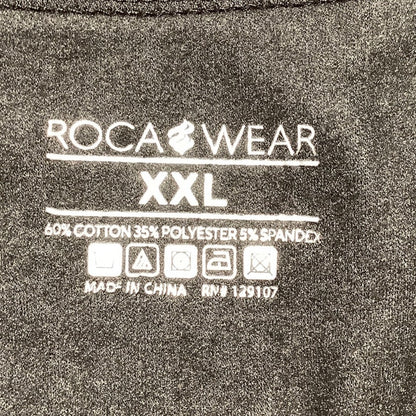 ROCA WEAR
XXL
60% COTTON 35% POLYESTER 5% SPANDEX
MADE IN CHINA RN# 129107